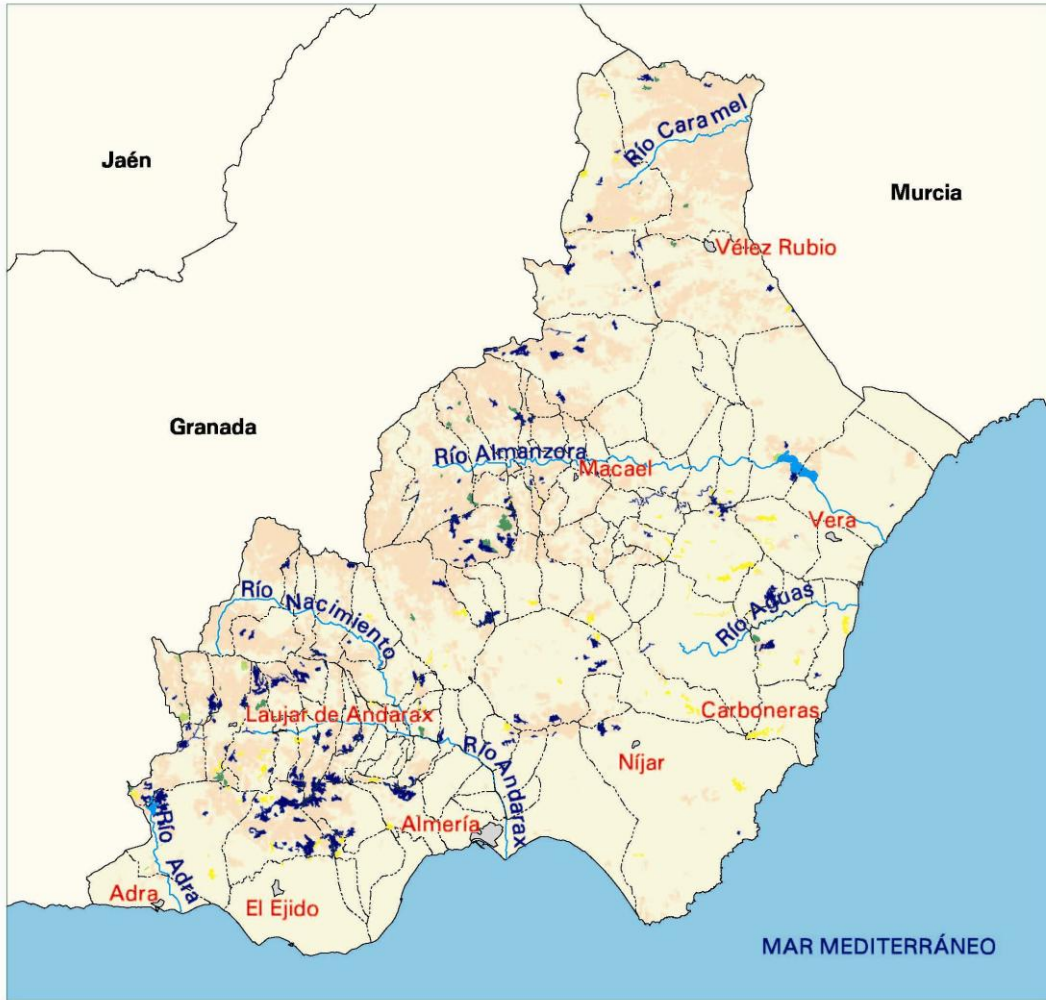 Río Caramel
Jaén
Murcia
Vélez Rubio
Granada
Río Almanzora
Macael
Vera
Río Nacimiento
Río Aguas
Laujar de Andarax
Carboneras
Río Andarax
Níjar
Almería
Río Adra
Adra
El Ejido
MAR MEDITERRÁNEO